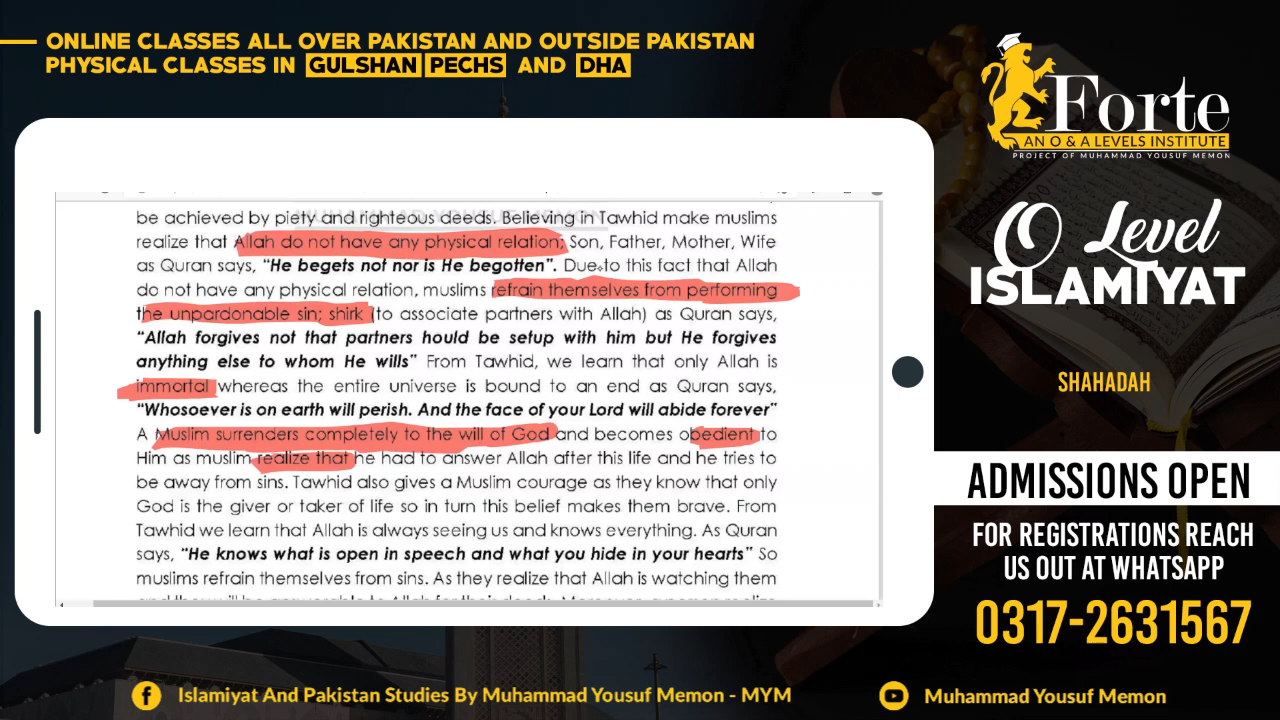 ONLINE CLASSES ALL OVER PAKISTAN AND OUTSIDE PAKISTAN
PHYSICAL CLASSES IN GULSHAN PECHS AND DHA
be achieved by piety and righteous deeds. Believing in Tawhid make muslims
realize that Allah do not have any physical relation; Son, Father, Mother, Wife
as Quran says, “He begets not nor is He begotten”. Due to this fact that Allah
do not have any physical relation, muslims refrain themselves from performing
the unpardonable sin; shirk (to associate partners with Allah) as Quran says,
“Allah forgives not that partners hould be setup with him but He forgives
anything else to whom He wills” From Tawhid, we learn that only Allah is
immortal whereas the entire universe is bound to an end as Quran says,
“Whosoever is on earth will perish. And the face of your Lord will abide forever”
A Muslim surrenders completely to the will of God and becomes obedient to
Him as muslim realize that he had to answer Allah after this life and he tries to
be away from sins. Tawhid also gives a Muslim courage as they know that only
God is the giver or taker of life so in turn this belief makes them brave. From
Tawhid we learn that Allah is always seeing us and knows everything. As Quran
says, “He knows what is open in speech and what you hide in your hearts” So
muslims refrain themselves from sins. As they realize that Allah is watching them
Forte
AN O & A LEVELS INSTITUTE
PROJECT OF MUHAMMAD YOUSUF MEMON
O Level
ISLAMIYAT
SHAHADAH
ADMISSIONS OPEN
FOR REGISTRATIONS REACH
US OUT AT WHATSAPP
0317-2631567
Islamiyat And Pakistan Studies By Muhammad Yousuf Memon - MYM
Muhammad Yousuf Memon